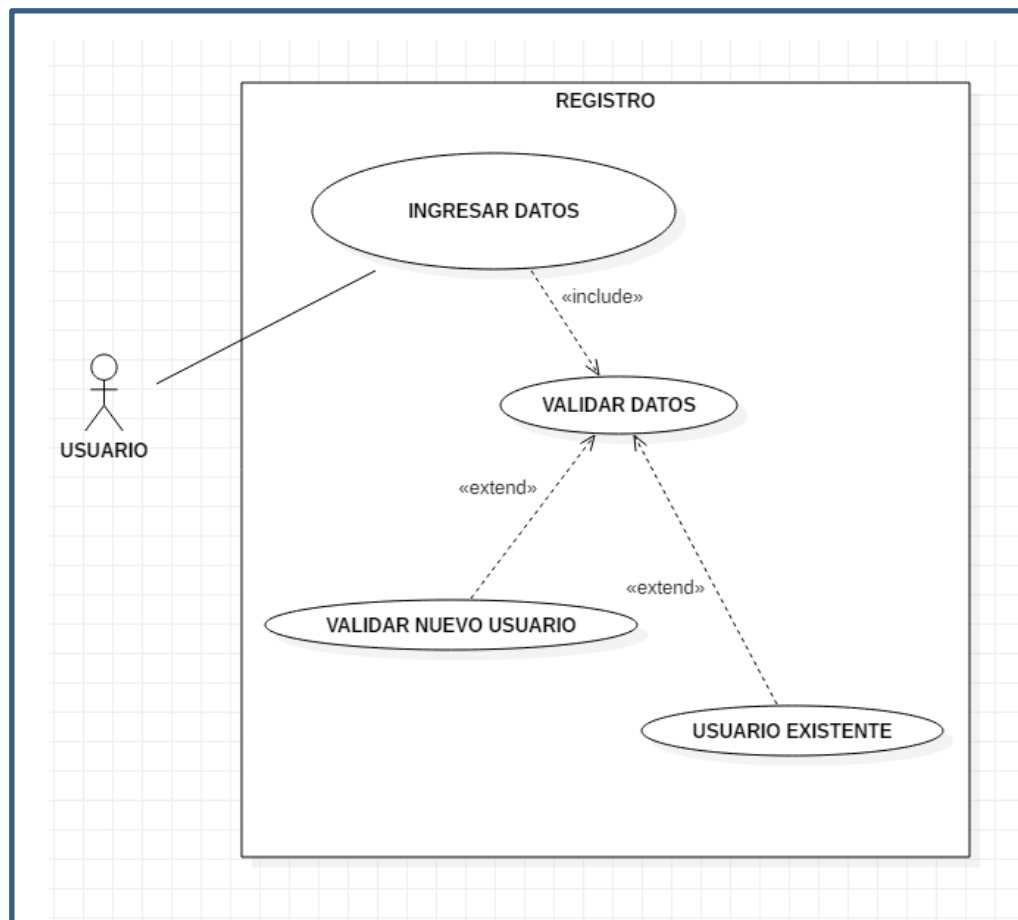 REGISTRO
INGRESAR DATOS
«include»
VALIDAR DATOS
USUARIO
«extend»
«extend»
VALIDAR NUEVO USUARIO
USUARIO EXISTENTE